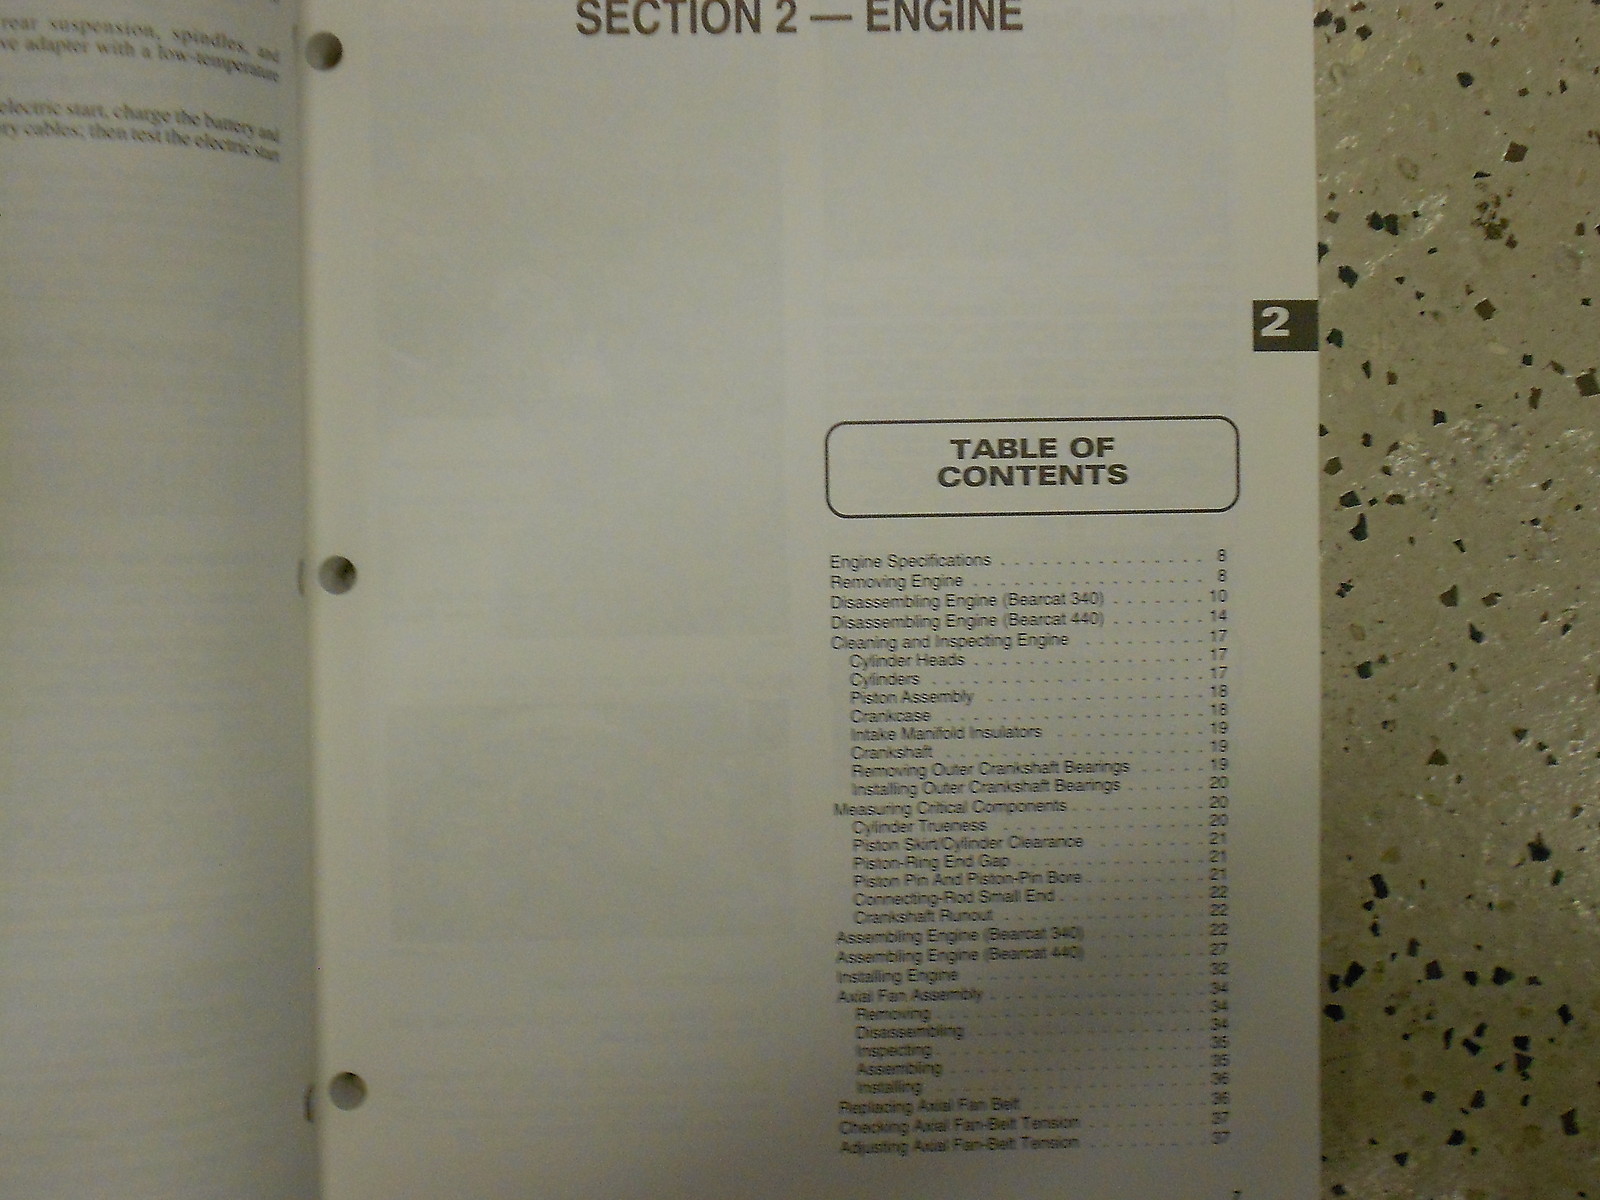 rear suspension, spindles, and
ve adapter with a low-temperature
electric start, charge the battery and
ry cables; then test the electric start
SECTION 2 — ENGINE
2
TABLE OF
CONTENTS
Engine Specifications . . . . . . . . . . . . . . . 8
Removing Engine . . . . . . . . . . . . . . . . . 8
Disassembling Engine (Bearcat 340) . . . . . . . 10
Disassembling Engine (Bearcat 440) . . . . . . . 14
Cleaning and Inspecting Engine . . . . . . . . . 17
Cylinder Heads . . . . . . . . . . . . . . . . . 17
Cylinders . . . . . . . . . . . . . . . . . . . . 17
Piston Assembly . . . . . . . . . . . . . . . . 18
Crankcase . . . . . . . . . . . . . . . . . . . 18
Intake Manifold Insulators . . . . . . . . . . . 19
Crankshaft . . . . . . . . . . . . . . . . . . . 19
Removing Outer Crankshaft Bearings . . . . . 19
Installing Outer Crankshaft Bearings . . . . . . 20
Measuring Critical Components . . . . . . . . . 20
Cylinder Trueness . . . . . . . . . . . . . . . 20
Piston Skirt/Cylinder Clearance . . . . . . . . 21
Piston-Ring End Gap . . . . . . . . . . . . . . 21
Piston Pin And Piston-Pin Bore . . . . . . . . . 21
Connecting-Rod Small End . . . . . . . . . . . 22
Crankshaft Runout . . . . . . . . . . . . . . . 22
Assembling Engine (Bearcat 340) . . . . . . . . 22
Assembling Engine (Bearcat 440) . . . . . . . . 27
Installing Engine . . . . . . . . . . . . . . . . . 32
Axial Fan Assembly . . . . . . . . . . . . . . . . 34
Removing . . . . . . . . . . . . . . . . . . . . 34
Disassembling . . . . . . . . . . . . . . . . . 34
Inspecting . . . . . . . . . . . . . . . . . . . . 35
Assembling . . . . . . . . . . . . . . . . . . . 35
Installing . . . . . . . . . . . . . . . . . . . . 36
Replacing Axial Fan Belt . . . . . . . . . . . . . 36
Checking Axial Fan-Belt Tension . . . . . . . . . 37
Adjusting Axial Fan-Belt Tension . . . . . . . . . 37